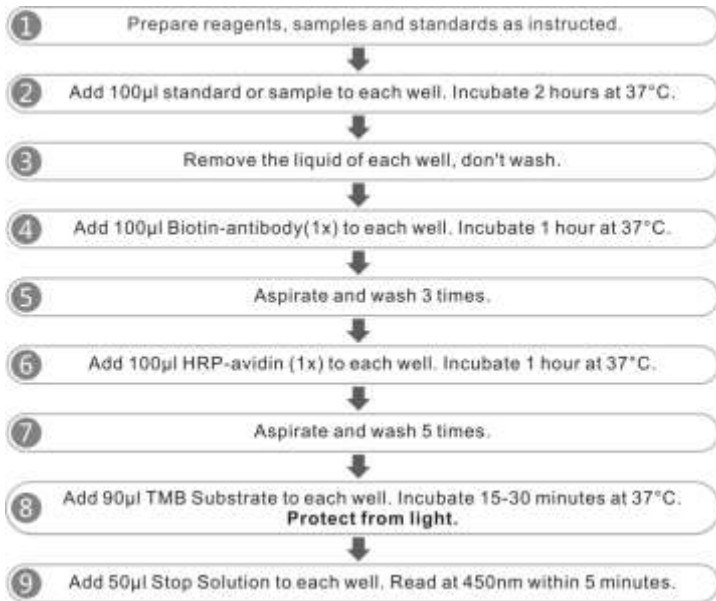 1 Prepare reagents, samples and standards as instructed.
2 Add 100μl standard or sample to each well. Incubate 2 hours at 37°C.
3 Remove the liquid of each well, don't wash.
4 Add 100μl Biotin-antibody(1x) to each well. Incubate 1 hour at 37°C.
5 Aspirate and wash 3 times.
6 Add 100μl HRP-avidin (1x) to each well. Incubate 1 hour at 37°C.
7 Aspirate and wash 5 times.
8 Add 90μl TMB Substrate to each well. Incubate 15-30 minutes at 37°C.
Protect from light.
9 Add 50μl Stop Solution to each well. Read at 450nm within 5 minutes.